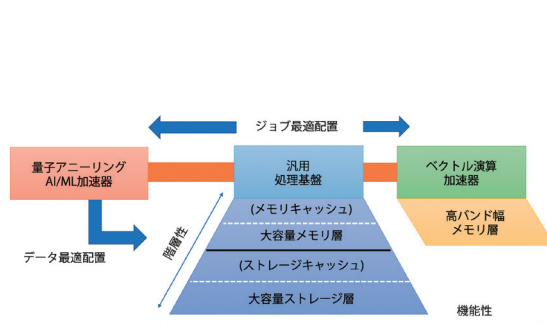 ジョブ最適配置
量子アニーリング
AI/ML加速器
汎用
処理基盤
ベクトル演算
加速器
(メモリキャッシュ)
大容量メモリ層
(ストレージキャッシュ)
大容量ストレージ層
高バンド幅
メモリ層
データ最適配置
階層性
機能性